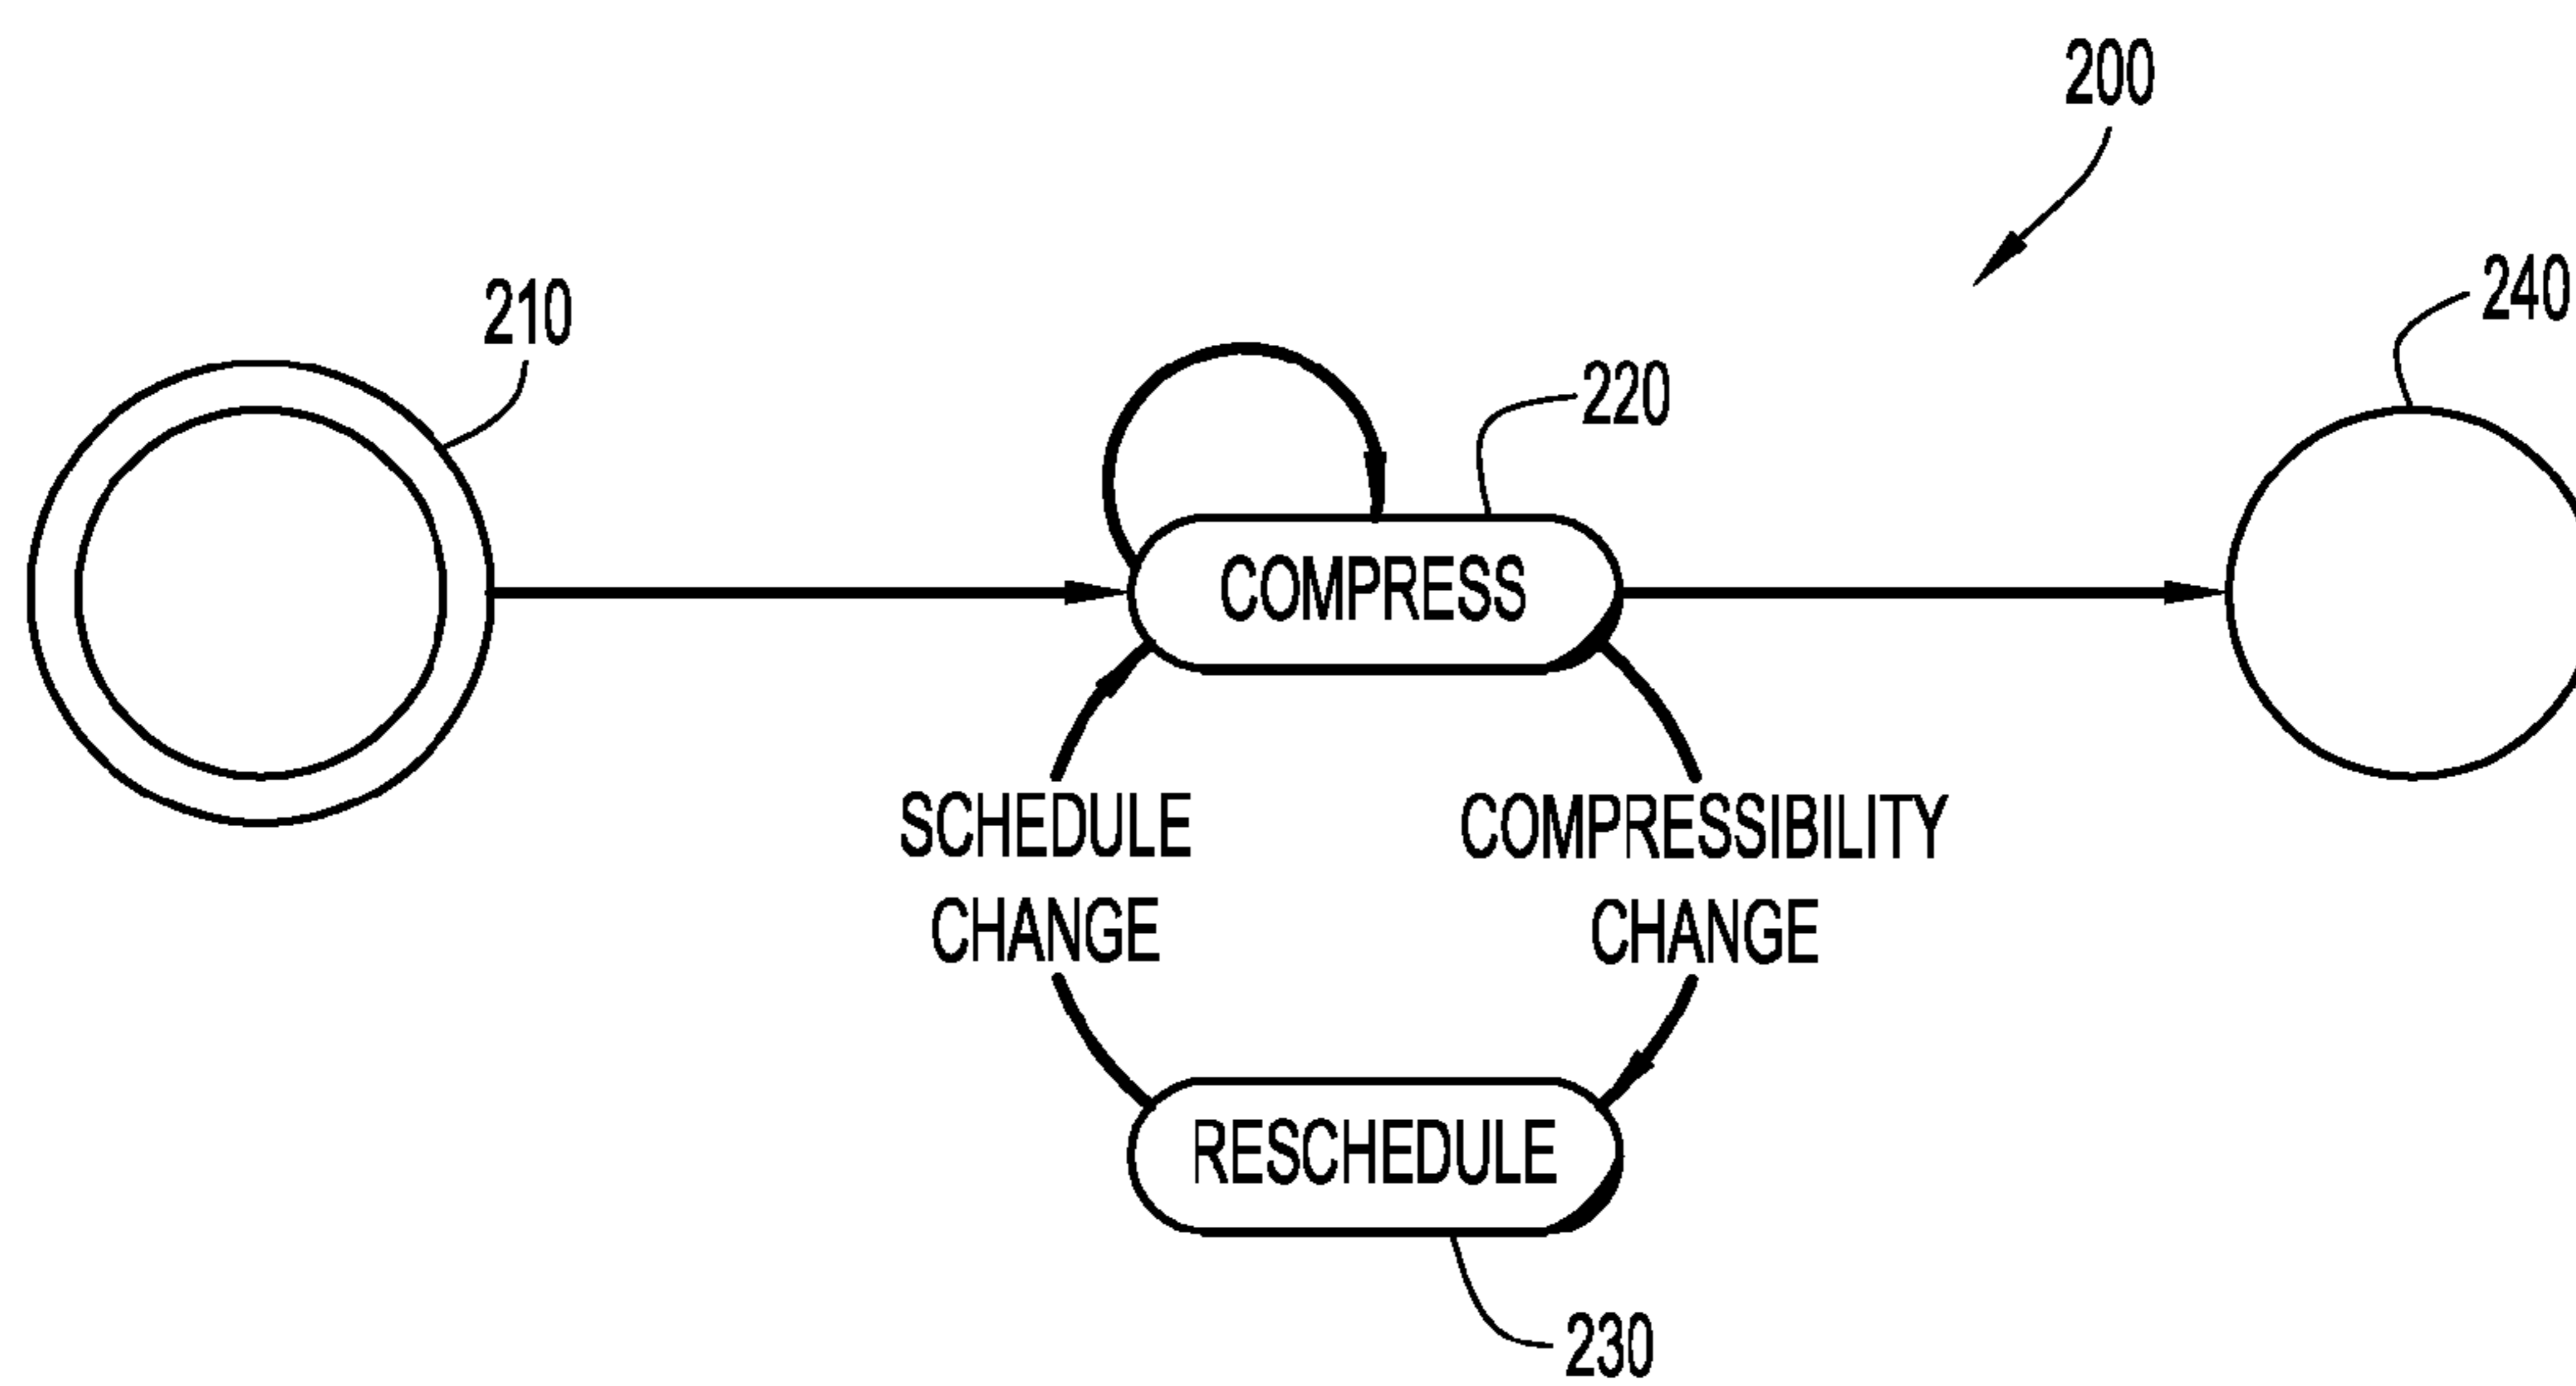 200
210
240
220
COMPRESS
SCHEDULE
CHANGE
COMPRESSIBILITY
CHANGE
RESCHEDULE
230